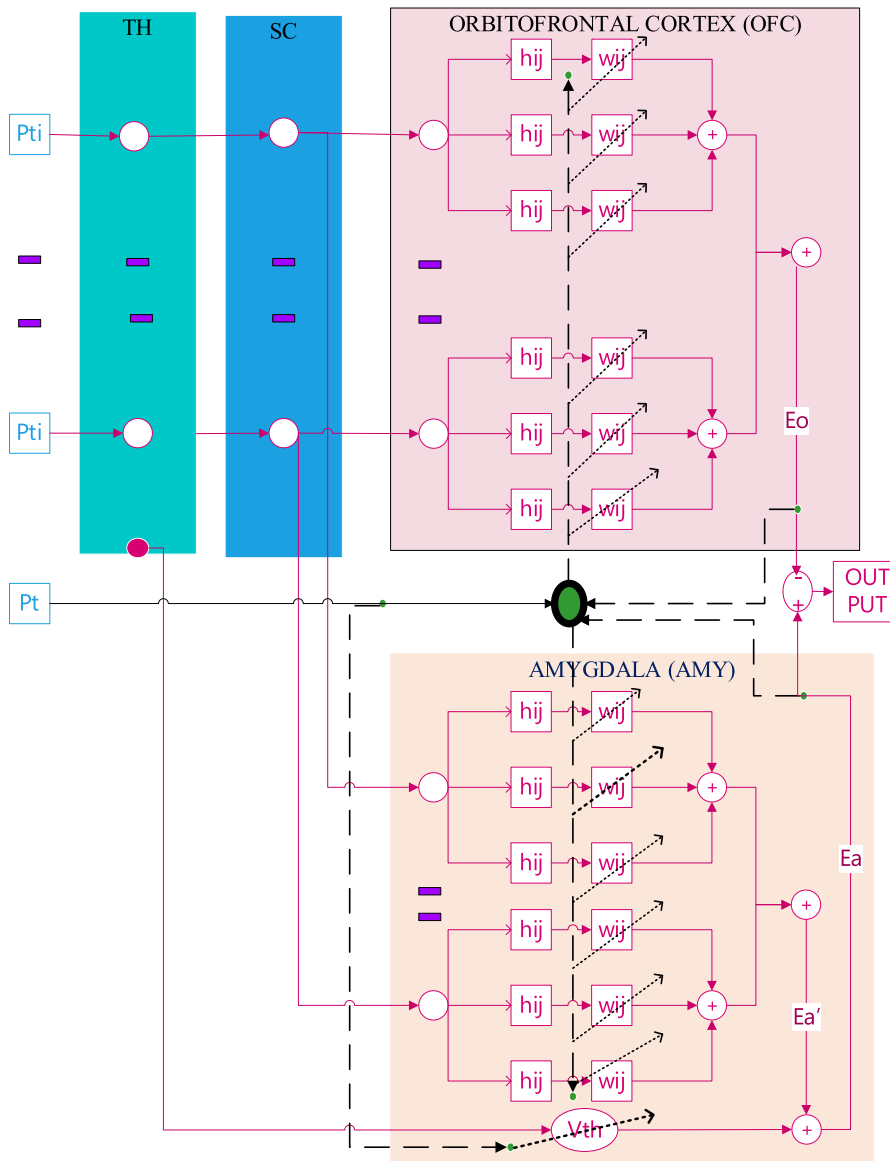 TH
SC
ORBITOFRONTAL CORTEX (OFC)
hij wij
Pti
hij wij +
hij wij
+
hij wij
Pti
hij wij +
Eo
hij wij
-
+
OUT
PUT
Pt
AMYGDALA (AMY)
hij wij
hij wij +
hij wij
Ea
+
hij wij
hij wij +
Ea’
hij wij
Vth +